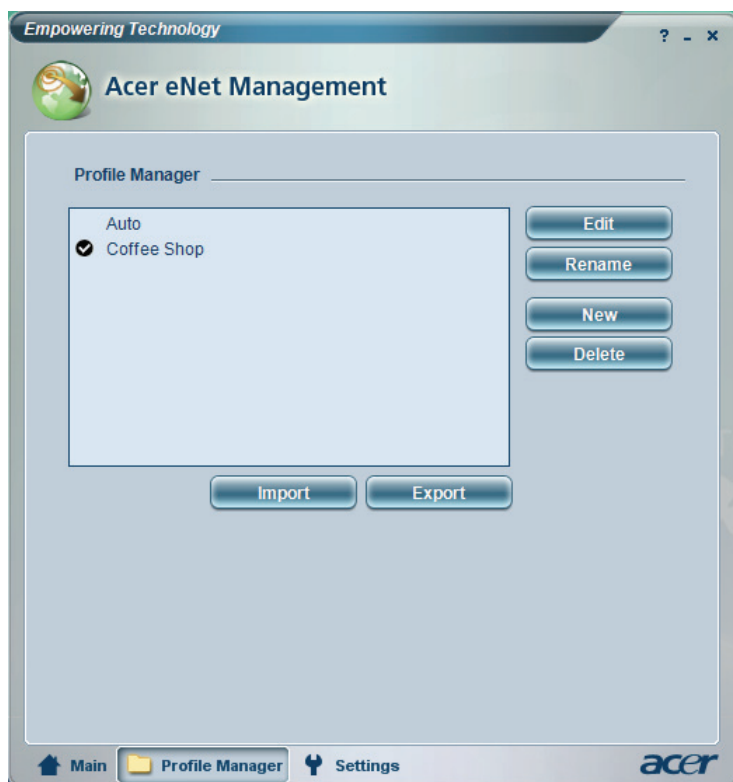 Empowering Technology
? - x
Acer eNet Management
Profile Manager
Auto
Coffee Shop
Edit
Rename
New
Delete
Import Export
Main Profile Manager Settings acer